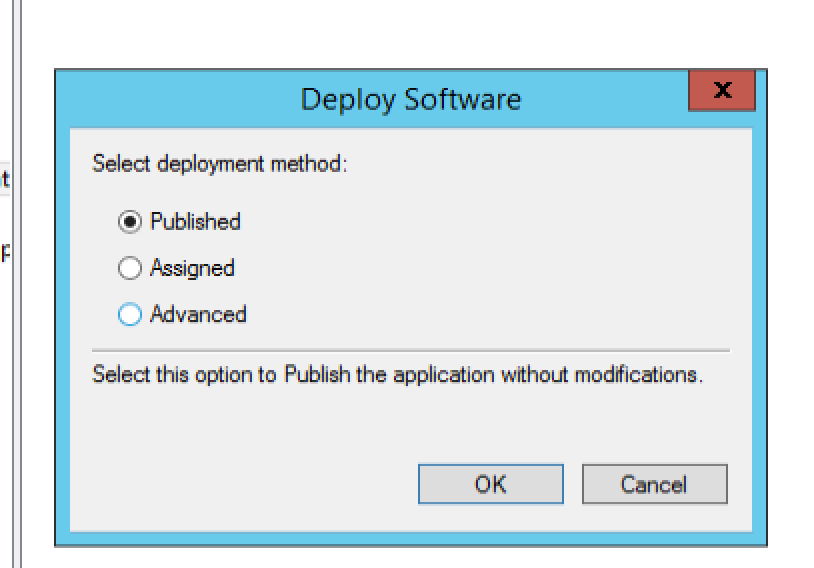 Deploy Software
x
Select deployment method:
Published
Assigned
Advanced
Select this option to Publish the application without modifications.
OK
Cancel